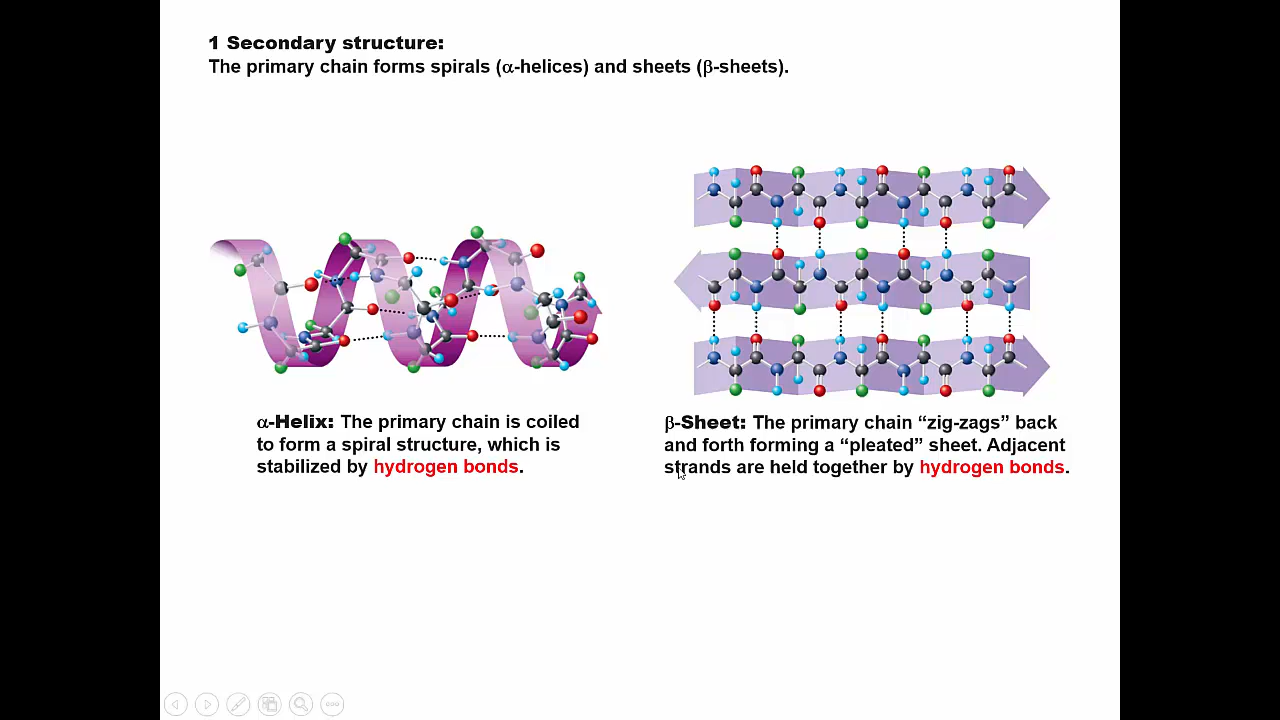 1 Secondary structure:
The primary chain forms spirals (α-helices) and sheets (β-sheets).
α-Helix: The primary chain is coiled
to form a spiral structure, which is
stabilized by hydrogen bonds.
β-Sheet: The primary chain “zig-zags” back
and forth forming a “pleated” sheet. Adjacent
strands are held together by hydrogen bonds.